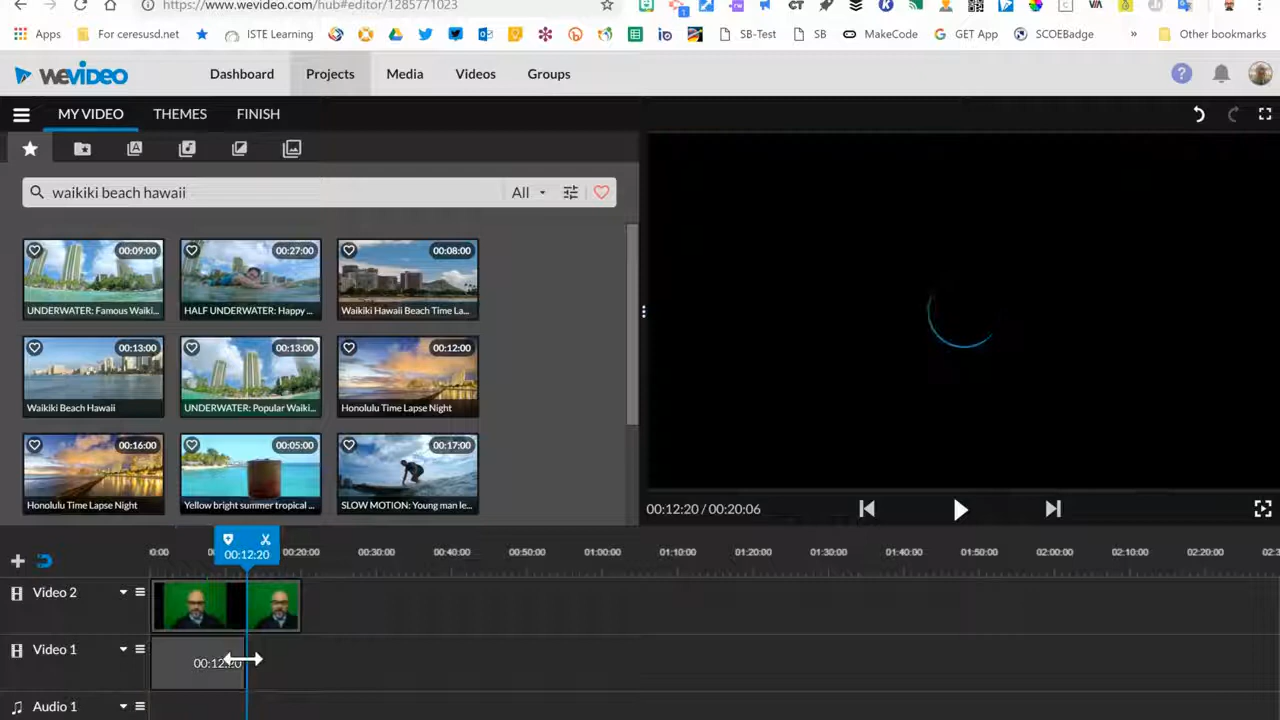 https://www.wevideo.com/hub#editor/1285771023
Apps
For ceresusd.net
ISTE Learning
SB-Test
SB
MakeCode
GET App
SCOEBadge
»
Other bookmarks
WEVIDEO
Dashboard
Projects
Media
Videos
Groups
MY VIDEO
THEMES
FINISH
waikiki beach hawaii
All
00:09:00
00:27:00
00:08:00
UNDERWATER: Famous Waiki...
HALF UNDERWATER: Happy ...
Waikiki Hawaii Beach Time La...
00:13:00
00:13:00
00:12:00
Waikiki Beach Hawaii
UNDERWATER: Popular Waiki...
Honolulu Time Lapse Night
00:16:00
00:05:00
00:17:00
Honolulu Time Lapse Night
Yellow bright summer tropical ...
SLOW MOTION: Young man le...
00:12:20 / 00:20:06
00:12:20
0:00
00:20:00
00:30:00
00:40:00
00:50:00
01:00:00
01:10:00
01:20:00
01:30:00
01:40:00
01:50:00
02:00:00
02:10:00
02:20:00
Video 2
Video 1
Audio 1